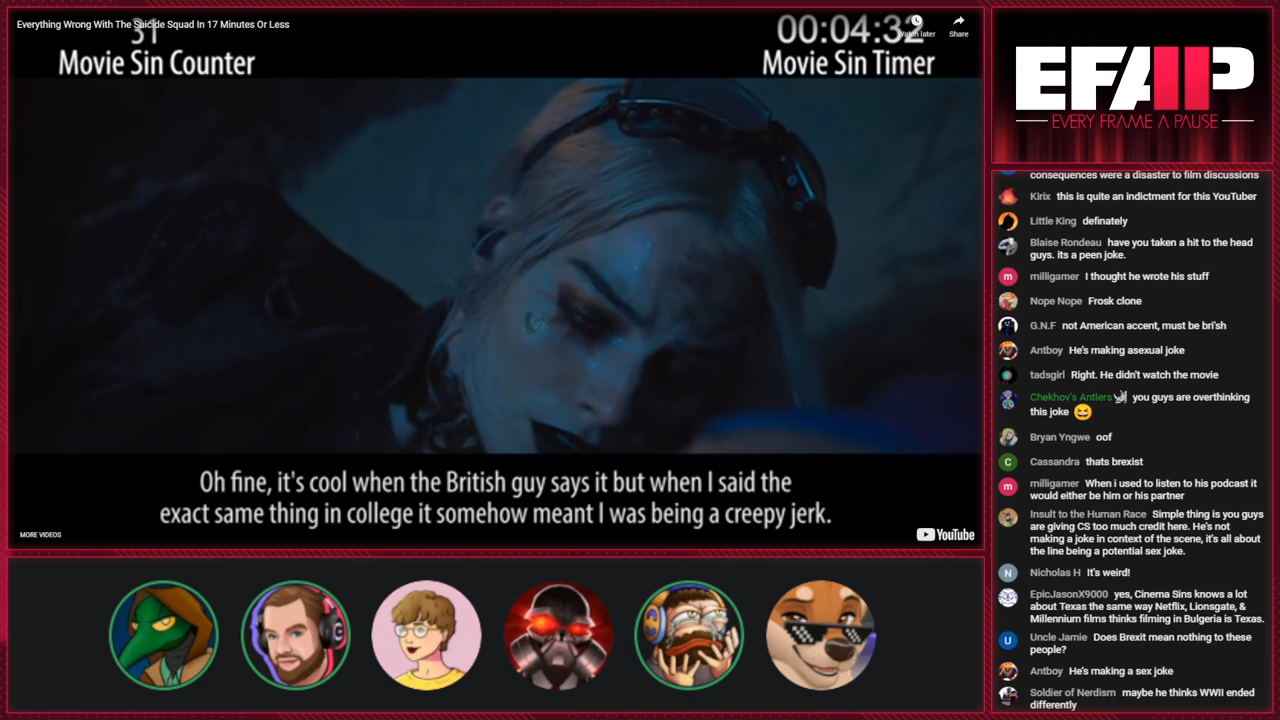 Everything Wrong With The Suicide Squad In 17 Minutes Or Less
31
Movie Sin Counter
00:04:32
Movie Sin Timer
Watch later
Share
Oh fine, it's cool when the British guy says it but when I said the
exact same thing in college it somehow meant I was being a creepy jerk.
MORE VIDEOS
YouTube
EFAP
EVERY FRAME A PAUSE
consequences were a disaster to film discussions
Kirix this is quite an indictment for this YouTuber
Little King definately
Blaise Rondeau have you taken a hit to the head
guys. its a peen joke.
m
milligamer I thought he wrote his stuff
Nope Nope Frosk clone
G.N.F not American accent, must be bri'sh
Antboy He's making asexual joke
tadsgirl Right. He didn't watch the movie
Chekhov's Antlers you guys are overthinking
this joke
Bryan Yngwe oof
C
Cassandra thats brexist
m
milligamer When i used to listen to his podcast it
would either be him or his partner
Insult to the Human Race Simple thing is you guys
are giving CS too much credit here. He's not
making a joke in context of the scene, it's all about
the line being a potential sex joke.
N
Nicholas H It's weird!
EpicJasonX9000 yes, Cinema Sins knows a lot
about Texas the same way Netflix, Lionsgate, &
Millennium films thinks filming in Bulgeria is Texas.
U
Uncle Jamie Does Brexit mean nothing to these
people?
Antboy He's making a sex joke
Soldier of Nerdism maybe he thinks WWII ended
differently